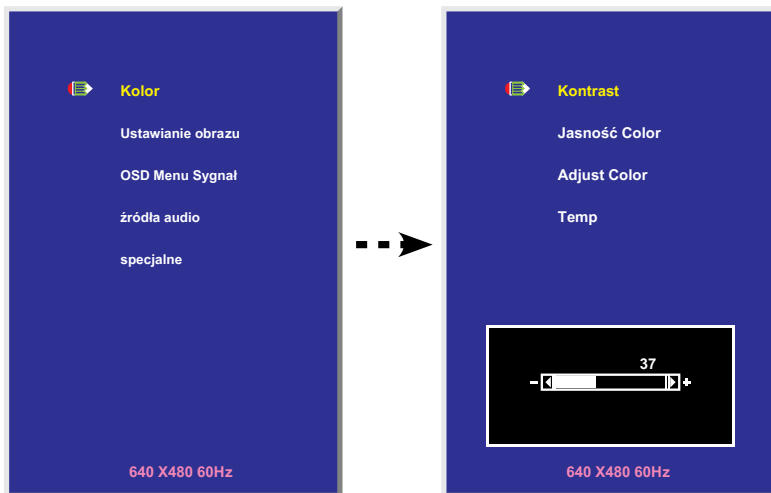 Kolor
Ustawianie obrazu
OSD Menu Sygnał
źródła audio
specjalne
640 X480 60Hz
Kontrast
Jasność Color
Adjust Color
Temp
37
- +
640 X480 60Hz